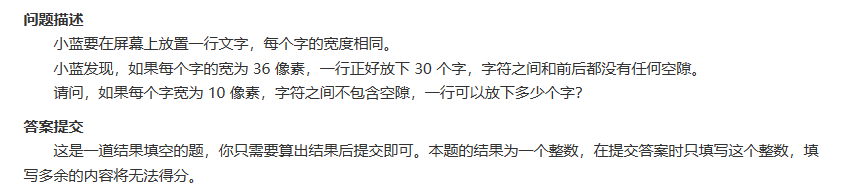 问题描述
小蓝要在屏幕上放置一行文字，每个字的宽度相同。
小蓝发现，如果每个字的宽为 36 像素，一行正好放下 30 个字，字符之间和前后都没有任何空隙。
请问，如果每个字宽为 10 像素，字符之间不包含空隙，一行可以放下多少个字？
答案提交
这是一道结果填空的题，你只需要算出结果后提交即可。本题的结果为一个整数，在提交答案时只填写这个整数，填
写多余的内容将无法得分。